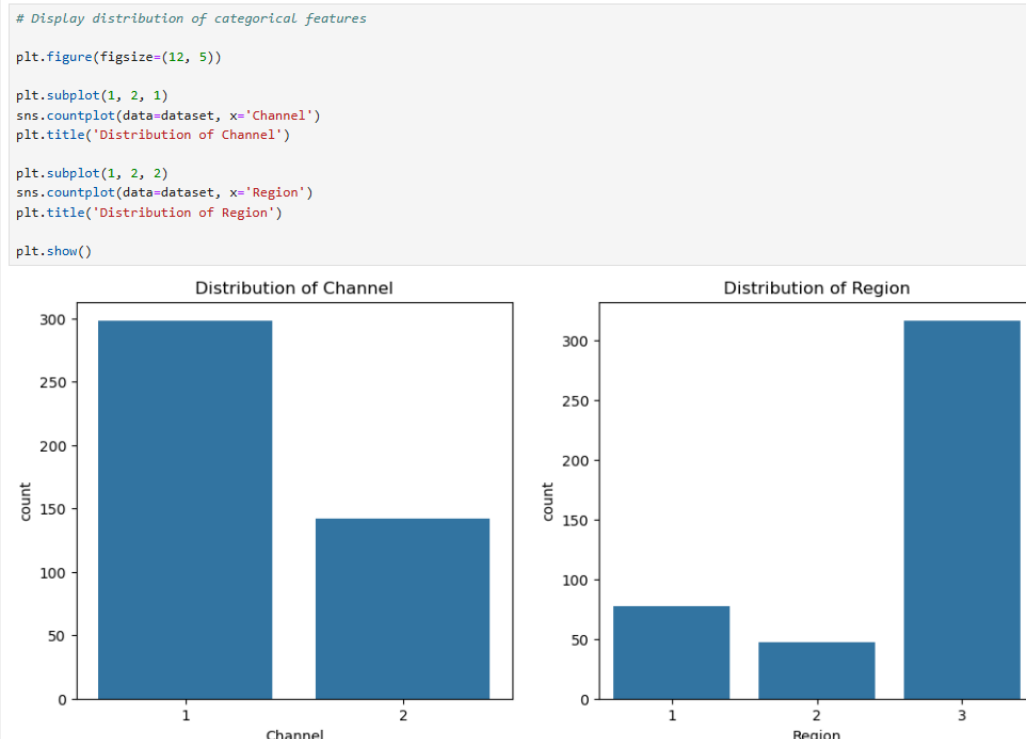 # Display distribution of categorical features
plt.figure(figsize=(12, 5))
plt.subplot(1, 2, 1)
sns.countplot(data=dataset, x='Channel')
plt.title('Distribution of Channel')
plt.subplot(1, 2, 2)
sns.countplot(data=dataset, x='Region')
plt.title('Distribution of Region')
plt.show()
Distribution of Channel
300
250
200
150
100
50
0
count
1 2
Channel
Distribution of Region
300
250
200
150
100
50
0
count
1 2 3
Region